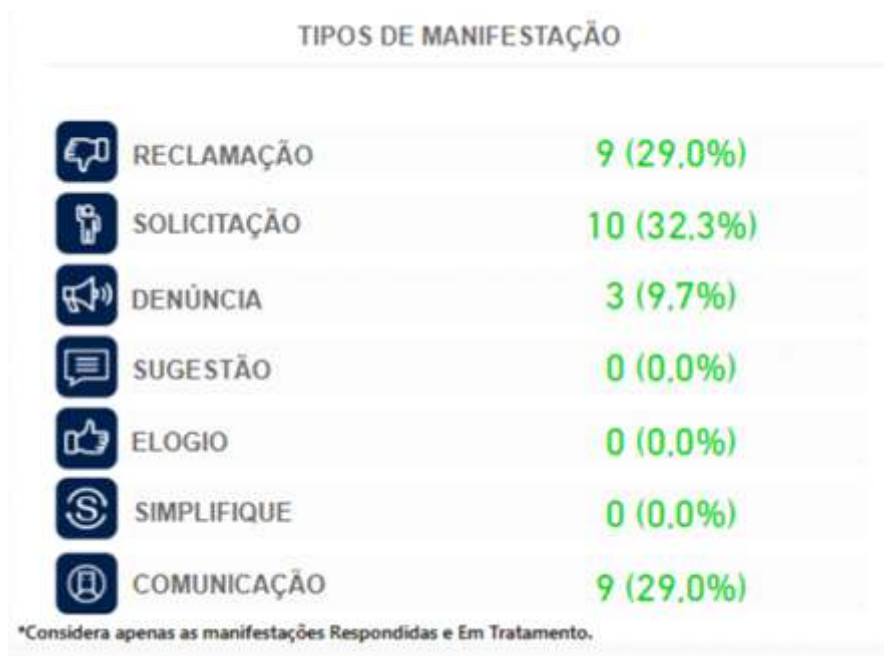 TIPOS DE MANIFESTAÇÃO
RECLAMAÇÃO 9 (29,0%)
SOLICITAÇÃO 10 (32,3%)
DENÚNCIA 3 (9,7%)
SUGESTÃO 0 (0,0%)
ELOGIO 0 (0,0%)
SIMPLIFIQUE 0 (0,0%)
COMUNICAÇÃO 9 (29,0%)
*Considera apenas as manifestações Respondidas e Em Tratamento.